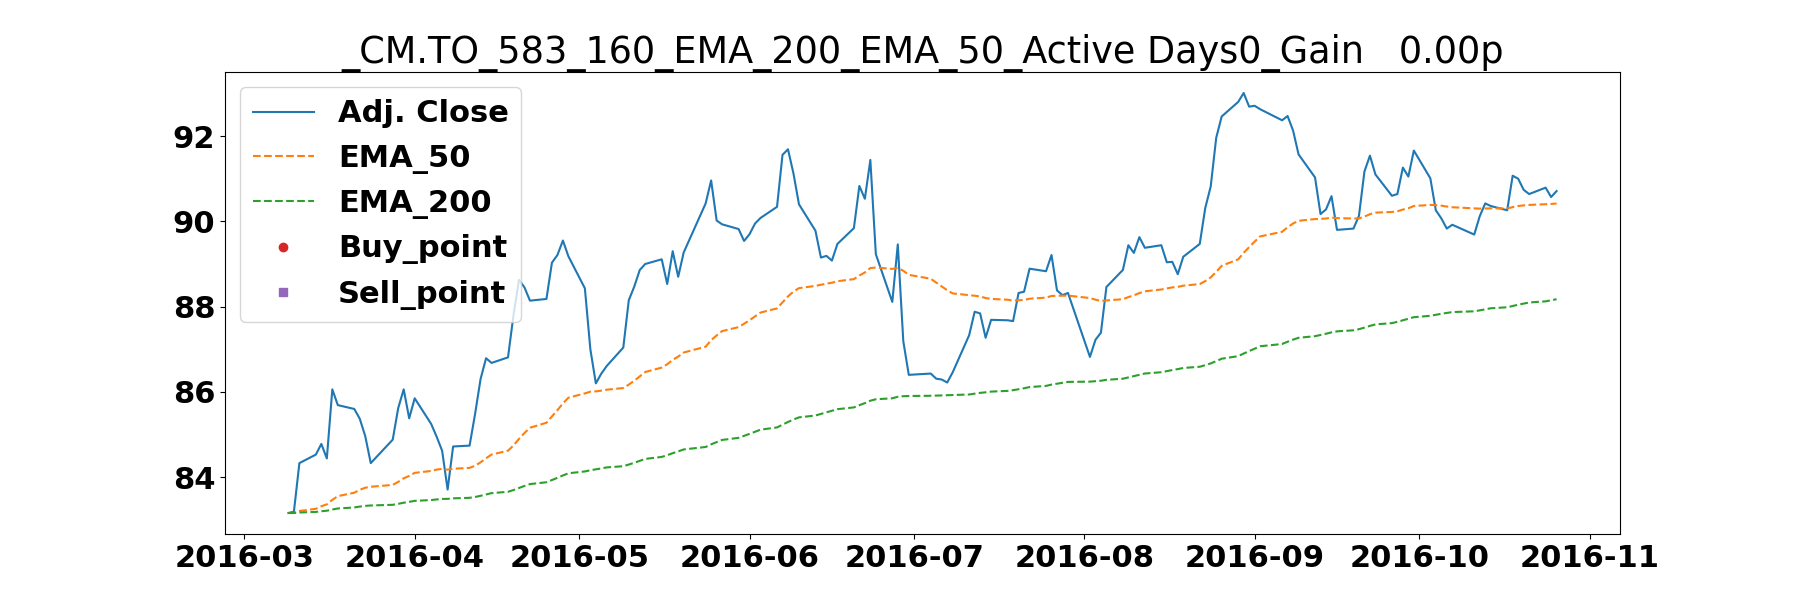 _CM.TO_583_160_EMA_200_EMA_50_Active Days0_Gain   0.00p
Adj. Close
EMA_50
EMA_200
Buy_point
Sell_point
92
90
88
86
84
2016-03 2016-04 2016-05 2016-06 2016-07 2016-08 2016-09 2016-10 2016-11